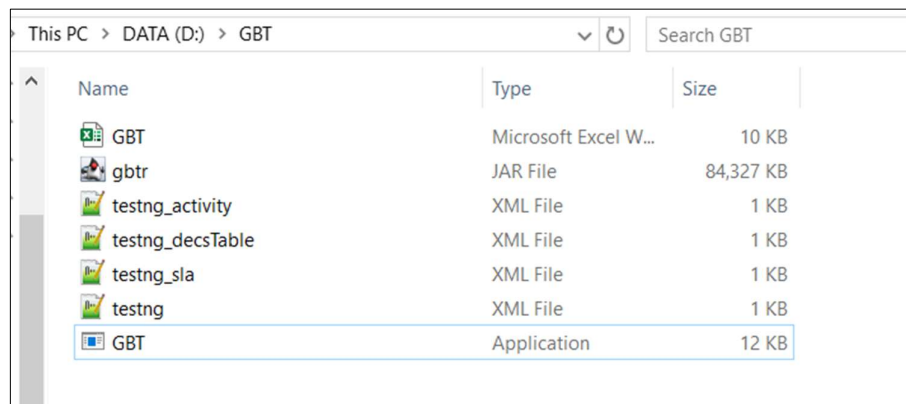 This PC > DATA (D:) > GBT Search GBT
Name Type Size
GBT Microsoft Excel W... 10 KB
gbtr JAR File 84,327 KB
testng_activity XML File 1 KB
testng_decsTable XML File 1 KB
testng_sla XML File 1 KB
testng XML File 1 KB
GBT Application 12 KB